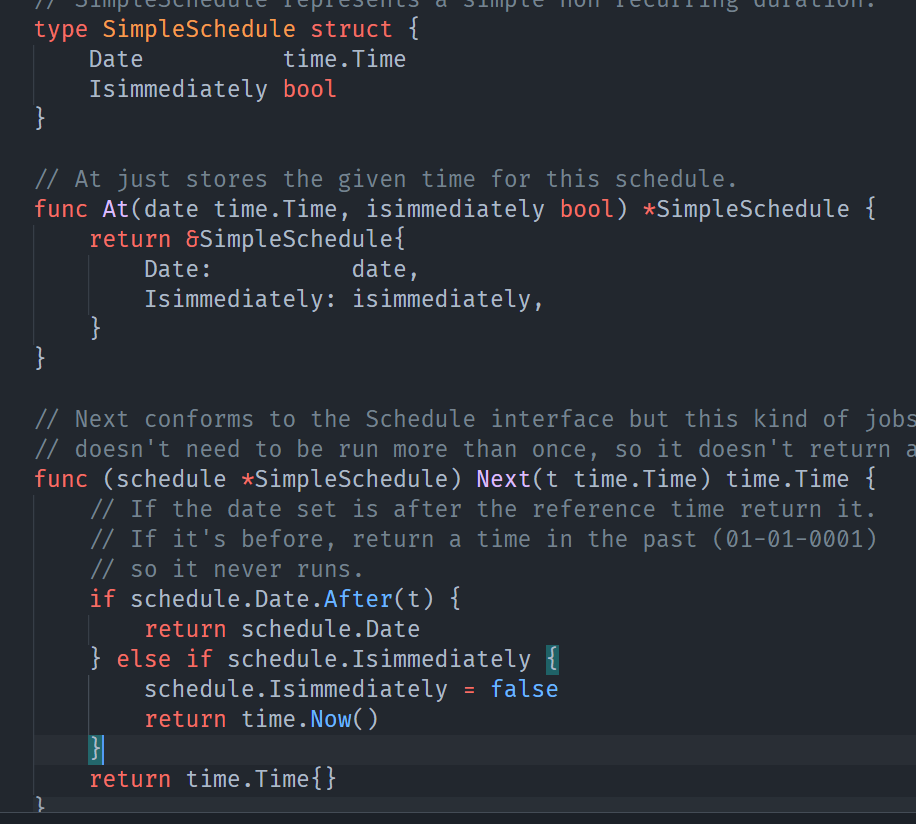 // SimpleSchedule represents a simple non recurring duration.
type SimpleSchedule struct {
    Date          time.Time
    Isimmediately bool
}

// At just stores the given time for this schedule.
func At(date time.Time, isimmediately bool) *SimpleSchedule {
    return &SimpleSchedule{
        Date:          date,
        Isimmediately: isimmediately,
    }
}

// Next conforms to the Schedule interface but this kind of jobs
// doesn't need to be run more than once, so it doesn't return a
func (schedule *SimpleSchedule) Next(t time.Time) time.Time {
    // If the date set is after the reference time return it.
    // If it's before, return a time in the past (01-01-0001)
    // so it never runs.
    if schedule.Date.After(t) {
        return schedule.Date
    } else if schedule.Isimmediately {
        schedule.Isimmediately = false
        return time.Now()
    }
    return time.Time{}
}